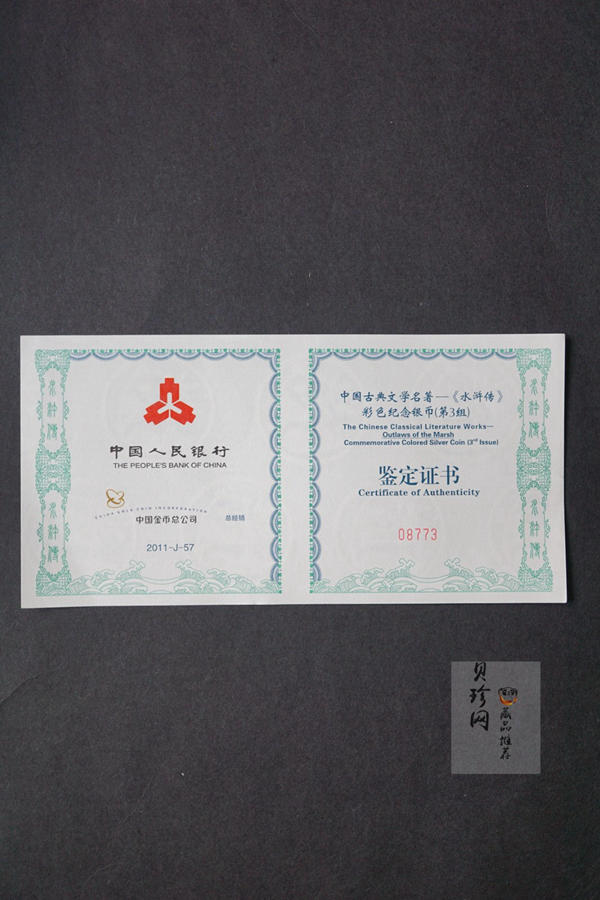 中国人民银行
THE PEOPLE'S BANK OF CHINA
CHINA GOLD COIN INCORPORATION
中国金币总公司 总经销
2011-J-57
中国古典文学名著—《水浒传》
彩色纪念银币(第3组)
The Chinese Classical Literature Works—
Outlaws of the Marsh
Commemorative Colored Silver Coin (3rd Issue)
鉴定证书
Certificate of Authenticity
08773
贝珍网
藏品推荐